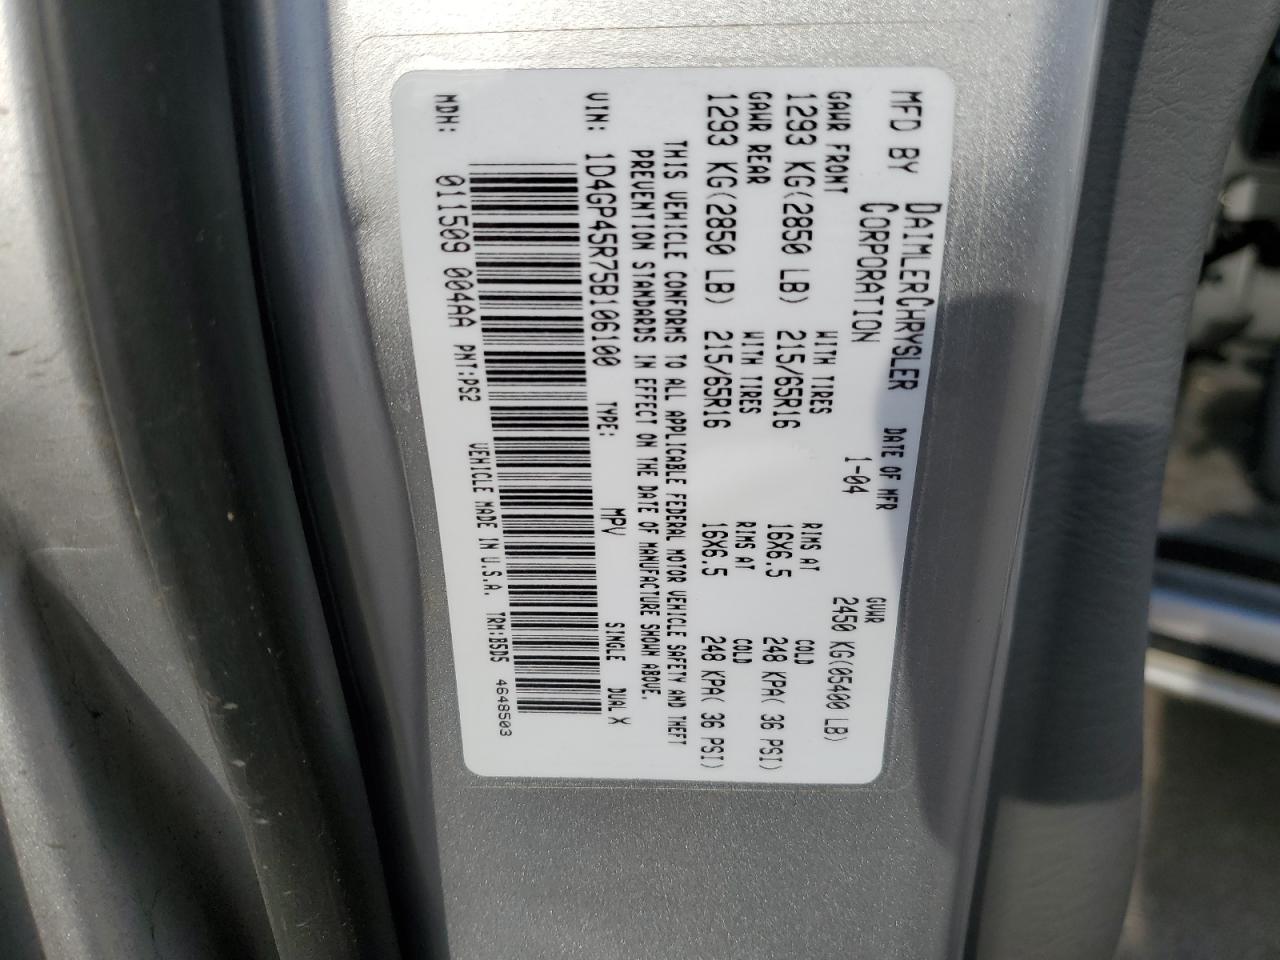 MFD BY DAIMLERCHRYSLER CORPORATION
DATE OF MFR
1-04
GVWR
2450 KG(05400 LB)
GAWR FRONT WITH TIRES RIMS AT COLD
1293 KG(2850 LB) 215/65R16 16X6.5 248 KPA( 36 PSI)
GAWR REAR WITH TIRES RIMS AT COLD
1293 KG(2850 LB) 215/65R16 16X6.5 248 KPA( 36 PSI)
THIS VEHICLE CONFORMS TO ALL APPLICABLE FEDERAL MOTOR VEHICLE SAFETY AND THEFT
PREVENTION STANDARDS IN EFFECT ON THE DATE OF MANUFACTURE SHOWN ABOVE.
VIN: 1D4GP45R75B106100 TYPE: MPV SINGLE DUAL X
MDH: 011509 004AA PNT:PS2 VEHICLE MADE IN U.S.A. TRM:BSD5 4648503